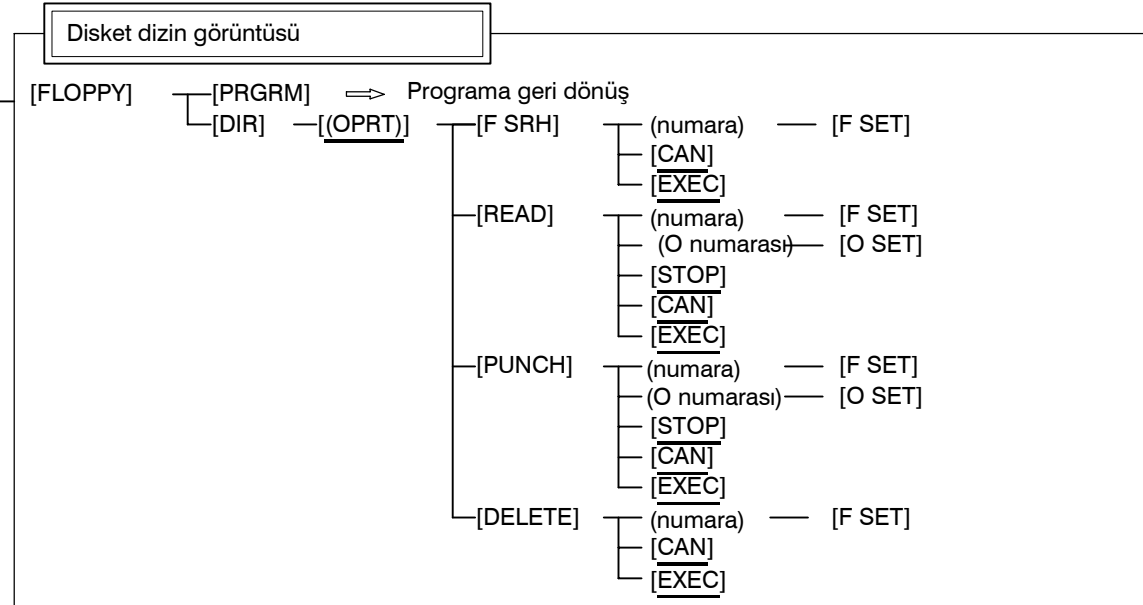 Disket dizin görüntüsü
[FLOPPY] [PRGRM] Programa geri dönüş
[DIR] [(OPRT)] [F SRH] (numara) [F SET]
[CAN]
[EXEC]
[READ] (numara) [F SET]
(O numarası) [O SET]
[STOP]
[CAN]
[EXEC]
[PUNCH] (numara) [F SET]
(O numarası) [O SET]
[STOP]
[CAN]
[EXEC]
[DELETE] (numara) [F SET]
[CAN]
[EXEC]